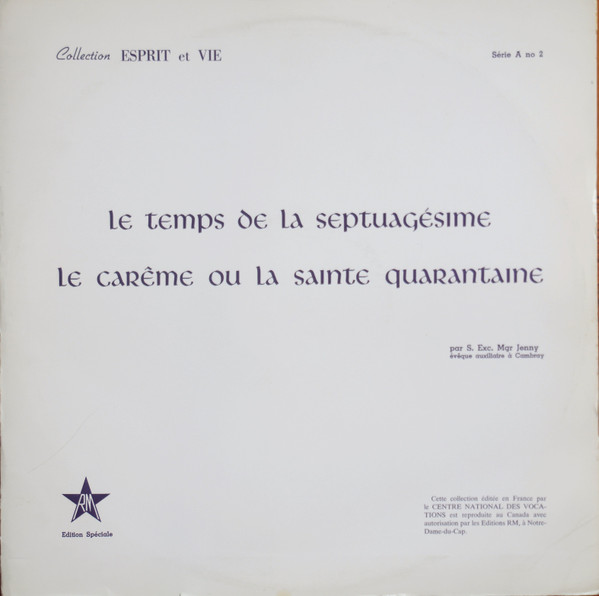 Collection ESPRIT et VIE
Série A no 2
le temps de la septuagésime
le carême ou la sainte quarantaine
par S. Exc. Mgr Jenny
évêque auxiliaire à Cambray
RM
Edition Spéciale
Cette collection éditée en France par
le CENTRE NATIONAL DES VOCA-
TIONS est reproduite au Canada avec
autorisation par les Editions RM, à Notre-
Dame-du-Cap.